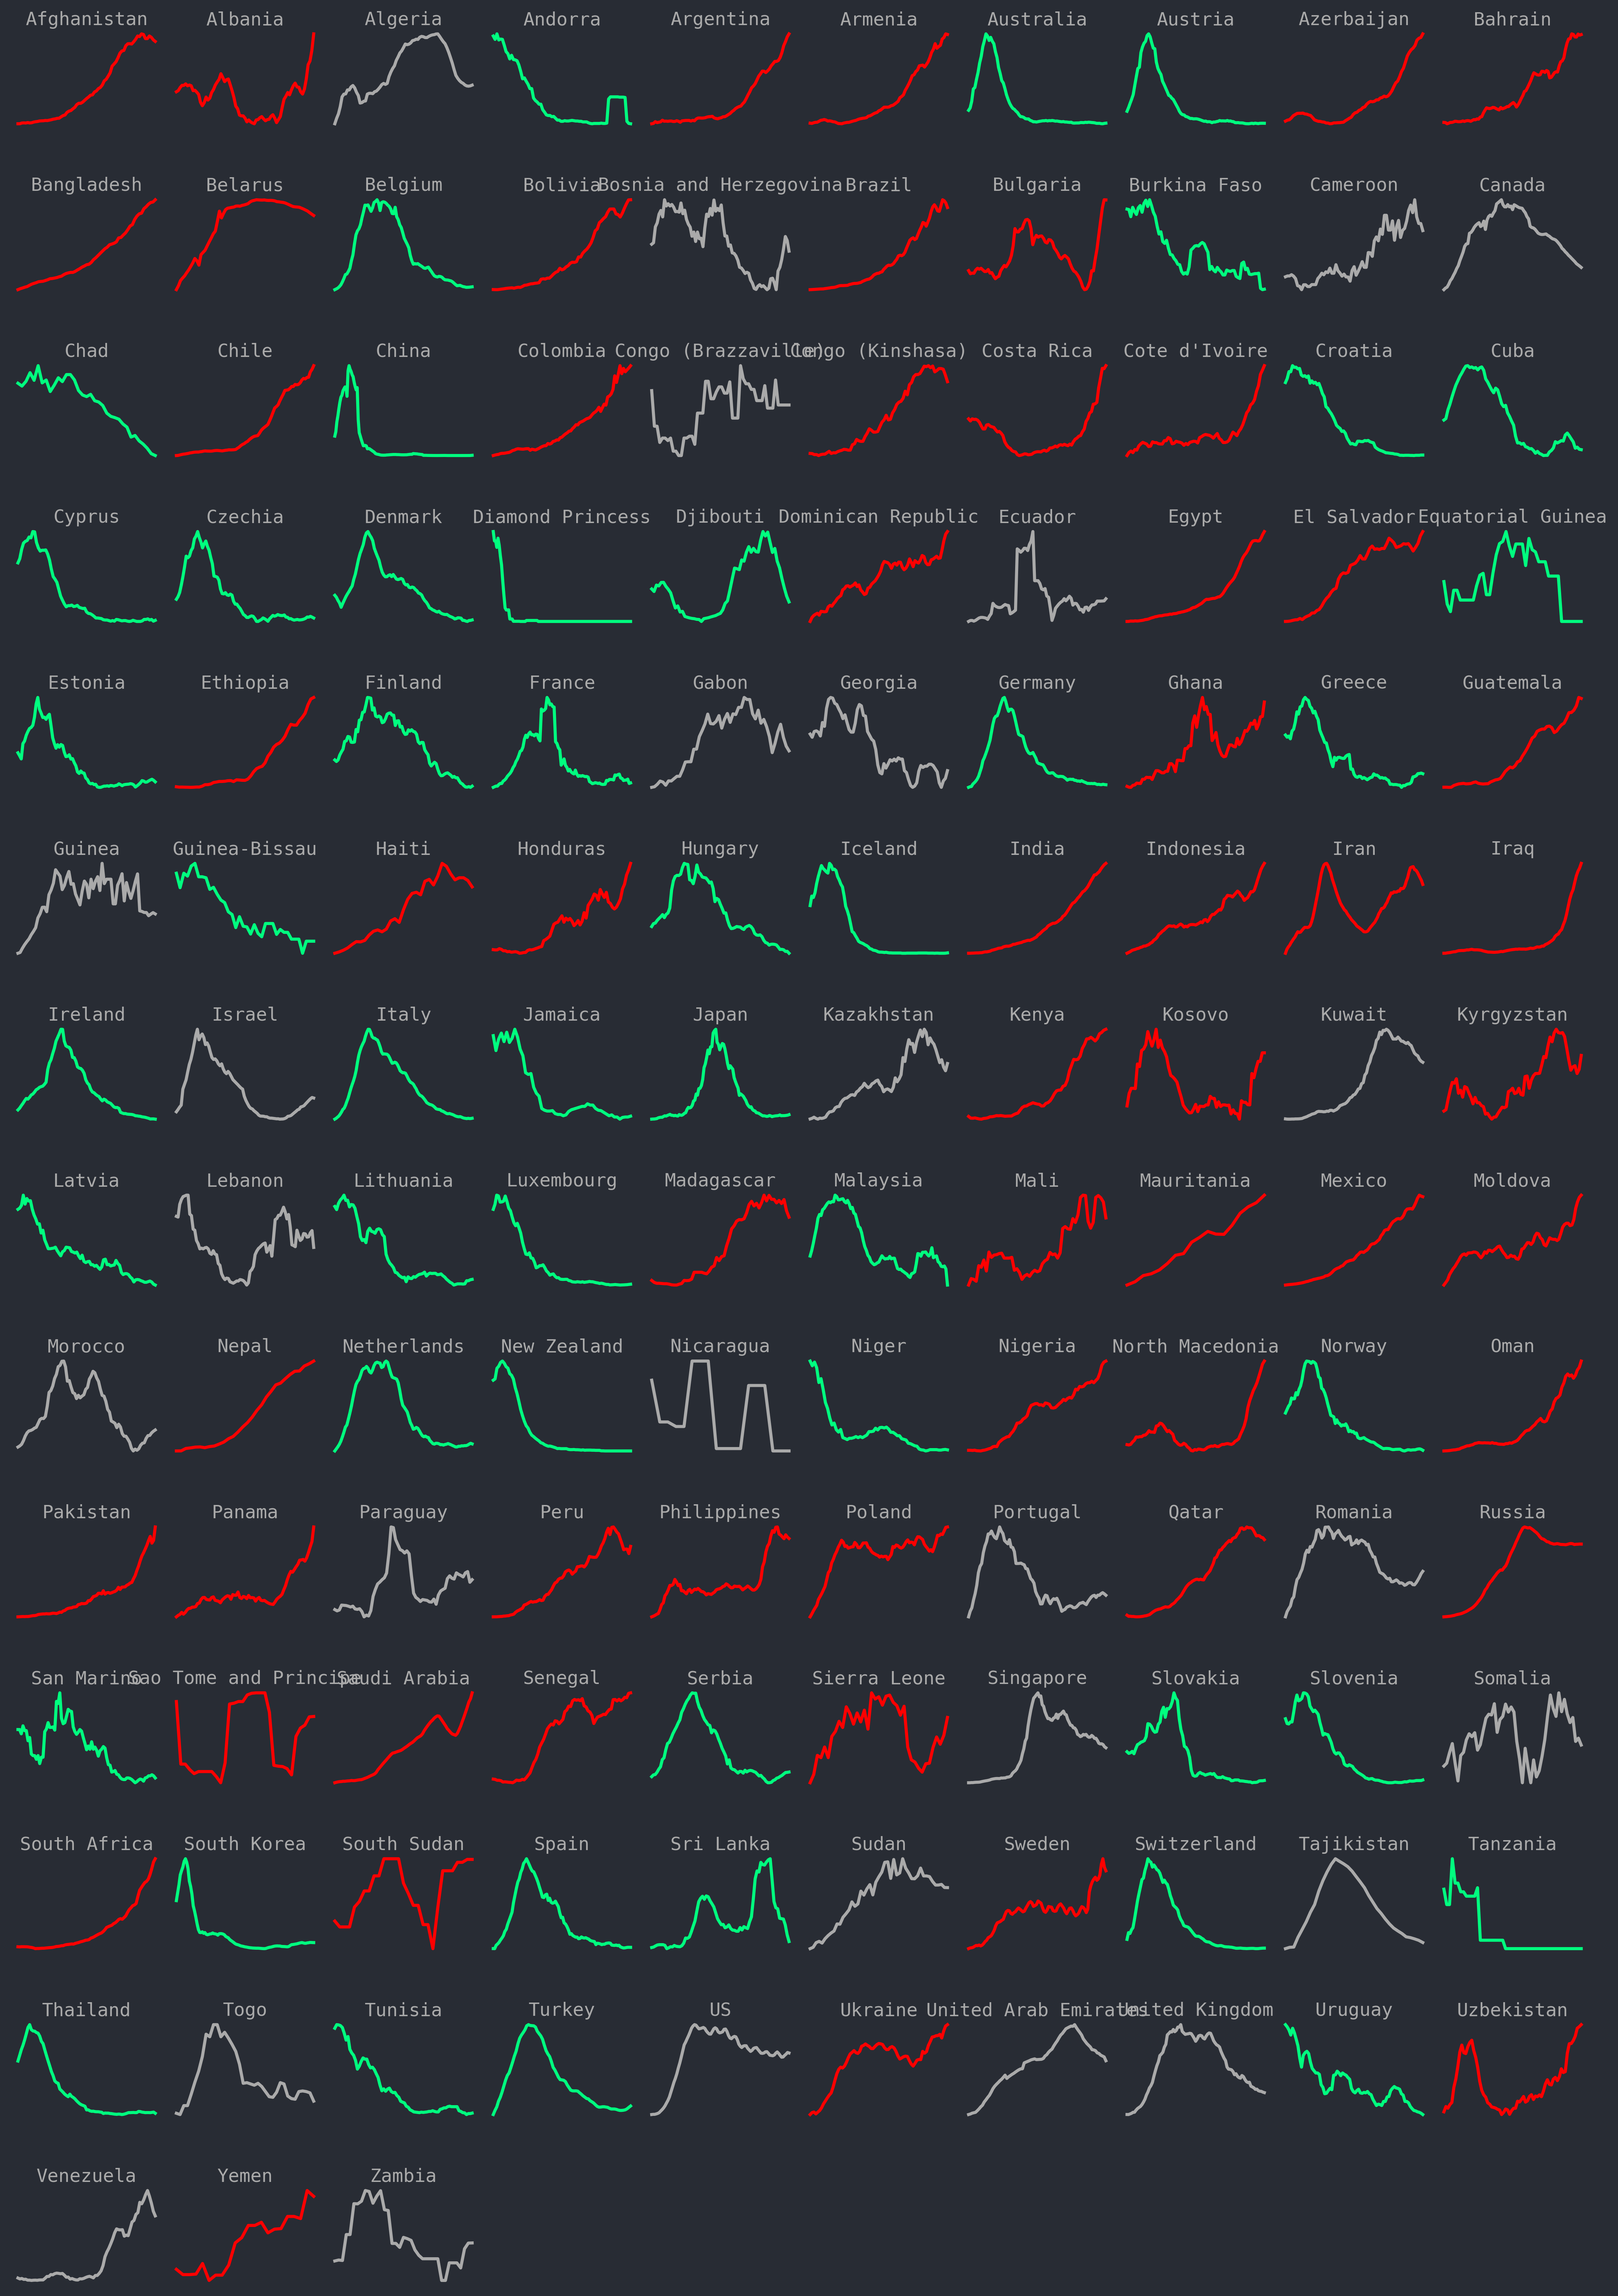 Afghanistan Albania Algeria Andorra Argentina Armenia Australia Austria Azerbaijan Bahrain
Bangladesh Belarus Belgium Bolivia Bosnia and Herzegovina Brazil Bulgaria Burkina Faso Cameroon Canada
Chad Chile China Colombia Congo (Brazzaville) Congo (Kinshasa) Costa Rica Cote d'Ivoire Croatia Cuba
Cyprus Czechia Denmark Diamond Princess Djibouti Dominican Republic Ecuador Egypt El Salvador Equatorial Guinea
Estonia Ethiopia Finland France Gabon Georgia Germany Ghana Greece Guatemala
Guinea Guinea-Bissau Haiti Honduras Hungary Iceland India Indonesia Iran Iraq
Ireland Israel Italy Jamaica Japan Kazakhstan Kenya Kosovo Kuwait Kyrgyzstan
Latvia Lebanon Lithuania Luxembourg Madagascar Malaysia Mali Mauritania Mexico Moldova
Morocco Nepal Netherlands New Zealand Nicaragua Niger Nigeria North Macedonia Norway Oman
Pakistan Panama Paraguay Peru Philippines Poland Portugal Qatar Romania Russia
San Marino Sao Tome and Principe Saudi Arabia Senegal Serbia Sierra Leone Singapore Slovakia Slovenia Somalia
South Africa South Korea South Sudan Spain Sri Lanka Sudan Sweden Switzerland Tajikistan Tanzania
Thailand Togo Tunisia Turkey US Ukraine United Arab Emirates United Kingdom Uruguay Uzbekistan
Venezuela Yemen Zambia